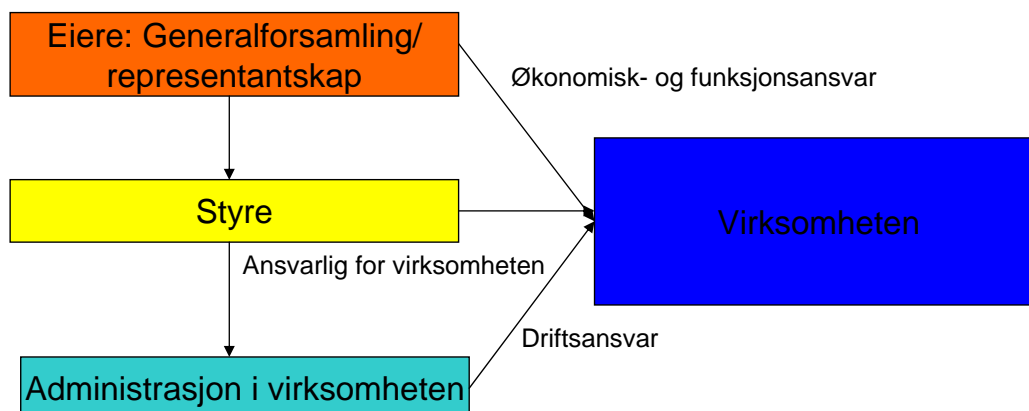 Eiere: Generalforsamling/
representantskap
Økonomisk- og funksjonsansvar
Styre
Virksomheten
Ansvarlig for virksomheten
Driftsansvar
Administrasjon i virksomheten